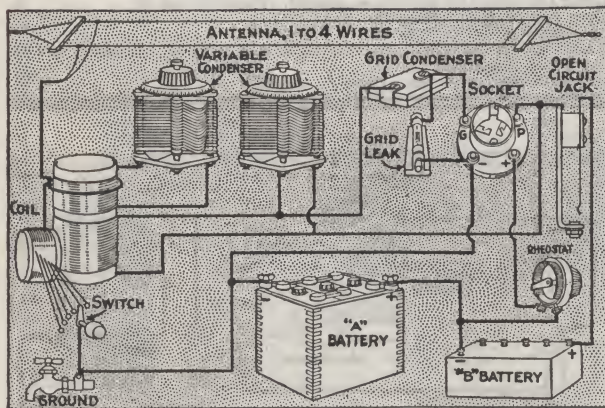 ANTENNA, 1 TO 4 WIRES
VARIABLE
CONDENSER
GRID CONDENSER
SOCKET
OPEN
CIRCUIT
JACK
G
P
-
+
GRID
LEAK
COIL
RHEOSTAT
SWITCH
-
+
"A"
BATTERY
-
+
"B" BATTERY
GROUND